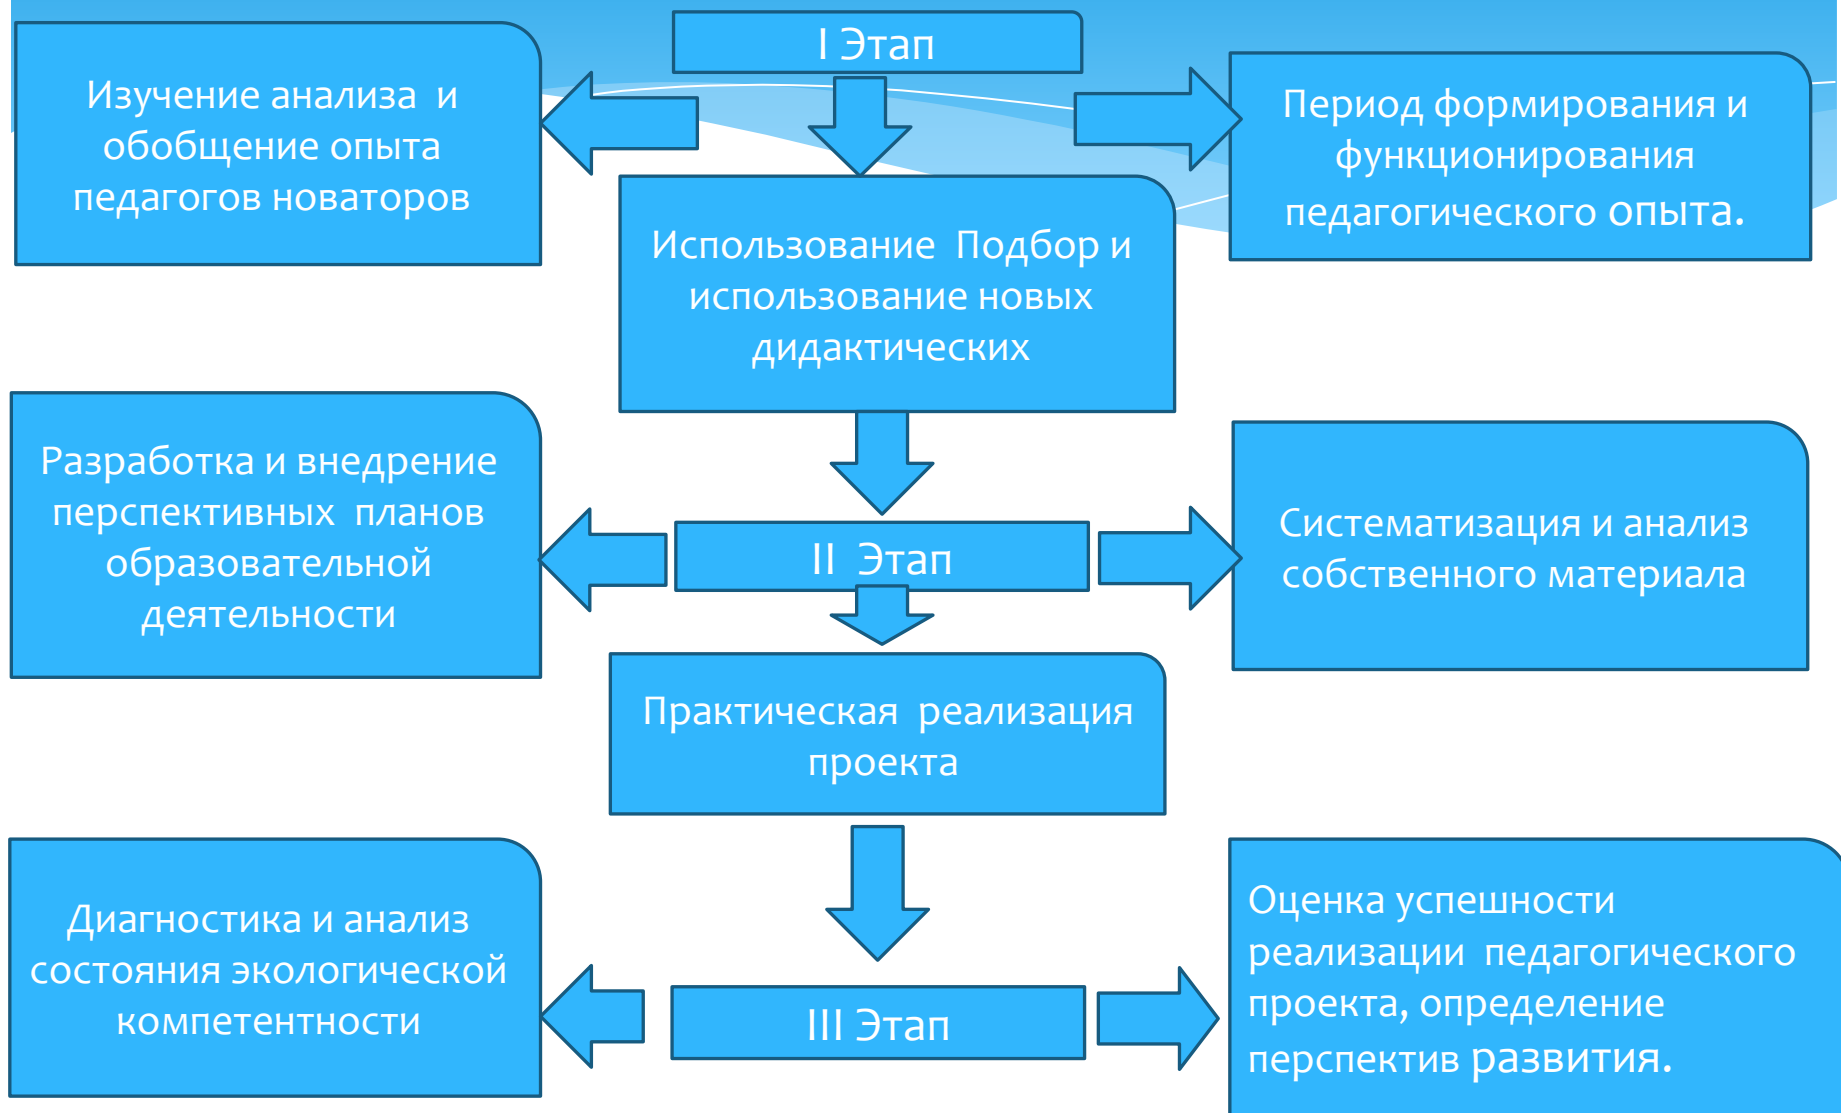 I Этап
Изучение анализа  и
обобщение опыта
педагогов новаторов
Период формирования и
функционирования
педагогического опыта.
Использование  Подбор и
использование новых
дидактических
Разработка и внедрение
перспективных  планов
образовательной
деятельности
II  Этап
Систематизация и анализ
собственного материала
Практическая  реализация
проекта
Диагностика и анализ
состояния экологической
компетентности
III Этап
Оценка успешности
реализации  педагогического
проекта, определение
перспектив развития.